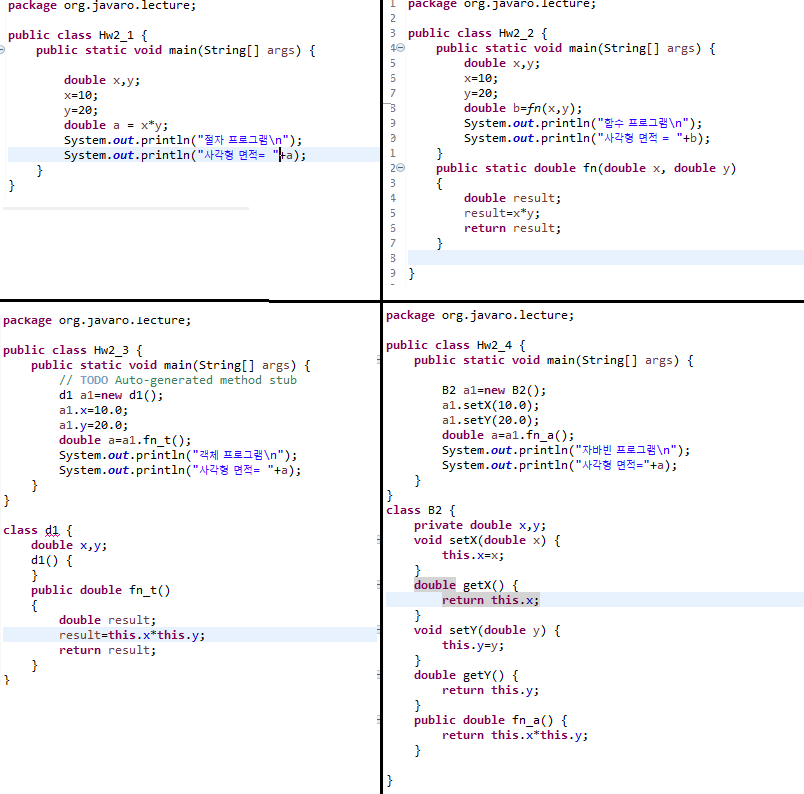 package org.javaro.lecture;
public class Hw2_1 {
public static void main(String[] args) {
double x,y;
x=10;
y=20;
double a = x*y;
System.out.println("절자 프로그램\n");
System.out.println("사각형 면적= "+a);
}
}
1 package org.javaro.lecture;
2
3 public class Hw2_2 {
4 public static void main(String[] args) {
5 double x,y;
6 x=10;
7 y=20;
8 double b=fn(x,y);
9 System.out.println("함수 프로그램\n");
0 System.out.println("사각형 면적 = "+b);
1 }
2 public static double fn(double x, double y)
3 {
4 double result;
5 result=x*y;
6 return result;
7 }
8
9 }
package org.javaro.lecture;
public class Hw2_3 {
public static void main(String[] args) {
// TODO Auto-generated method stub
d1 a1=new d1();
a1.x=10.0;
a1.y=20.0;
double a=a1.fn_t();
System.out.println("객체 프로그램\n");
System.out.println("사각형 면적= "+a);
}
}
class d1 {
double x,y;
d1() {
}
public double fn_t()
{
double result;
result=this.x*this.y;
return result;
}
}
package org.javaro.lecture;
public class Hw2_4 {
public static void main(String[] args) {
B2 a1=new B2();
a1.setX(10.0);
a1.setY(20.0);
double a=a1.fn_a();
System.out.println("자바빈 프로그램\n");
System.out.println("사각형 면적="+a);
}
}
class B2 {
private double x,y;
void setX(double x) {
this.x=x;
}
double getX() {
return this.x;
}
void setY(double y) {
this.y=y;
}
double getY() {
return this.y;
}
public double fn_a() {
return this.x*this.y;
}
}